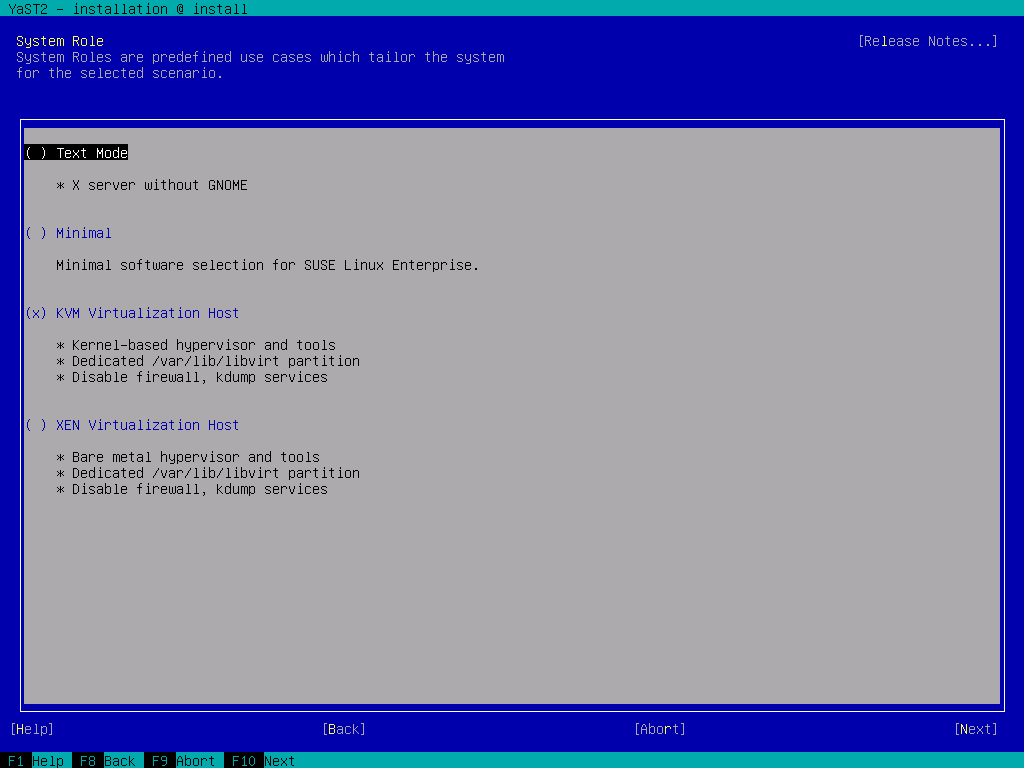 YaST2 - installation @ install
System Role [Release Notes...]
System Roles are predefined use cases which tailor the system
for the selected scenario.
( ) Text Mode
* X server without GNOME
( ) Minimal
Minimal software selection for SUSE Linux Enterprise.
(x) KVM Virtualization Host
* Kernel-based hypervisor and tools
* Dedicated /var/lib/libvirt partition
* Disable firewall, kdump services
( ) XEN Virtualization Host
* Bare metal hypervisor and tools
* Dedicated /var/lib/libvirt partition
* Disable firewall, kdump services
[Help] [Back] [Abort] [Next]
F1 Help F8 Back F9 Abort F10 Next